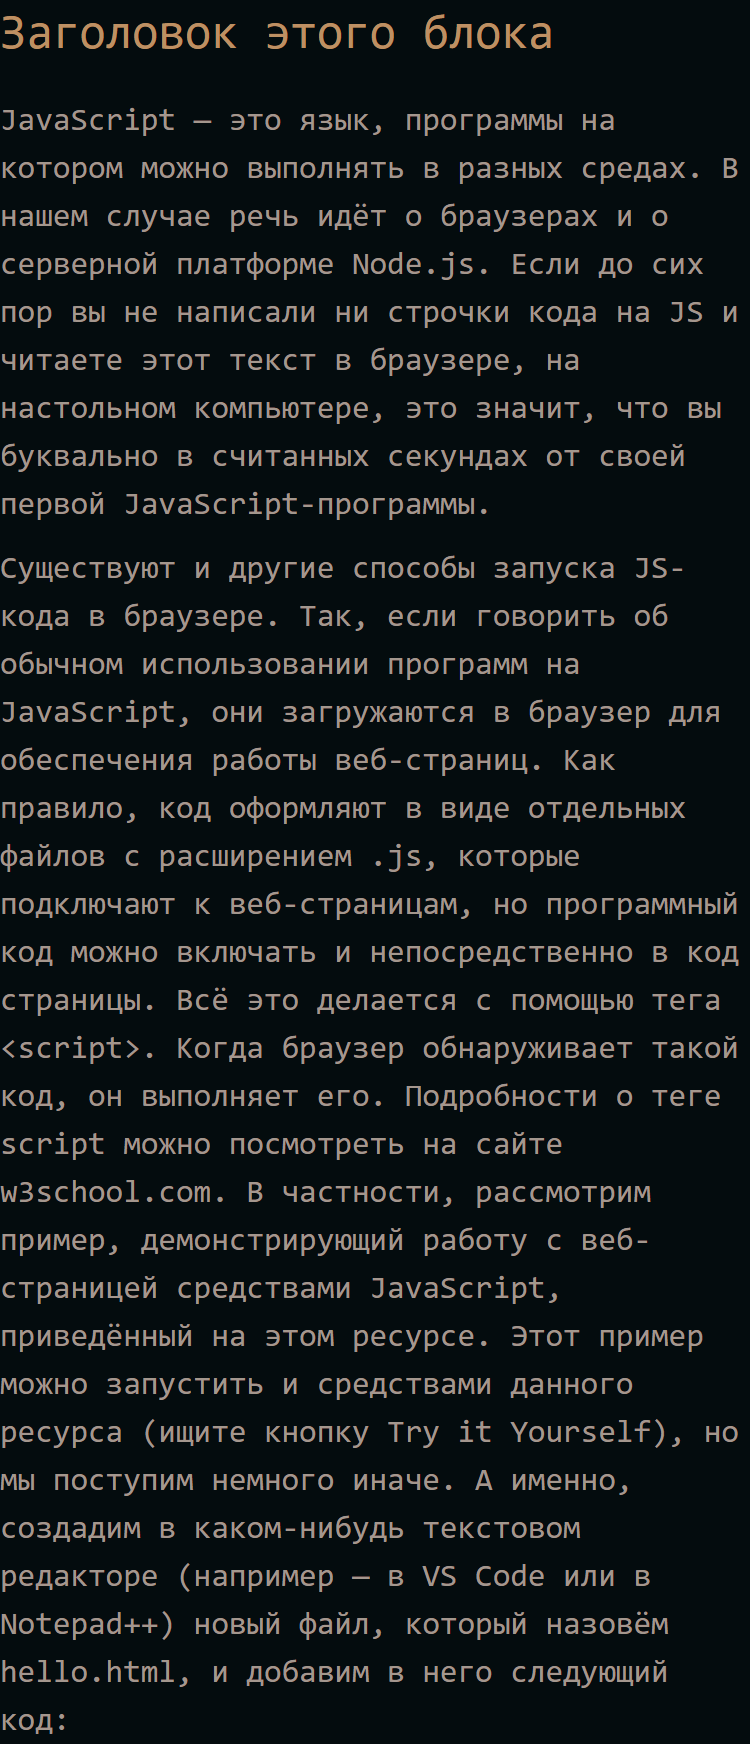 Заголовок этого блока
JavaScript — это язык, программы на
котором можно выполнять в разных средах. В
нашем случае речь идёт о браузерах и о
серверной платформе Node.js. Если до сих
пор вы не написали ни строчки кода на JS и
читаете этот текст в браузере, на
настольном компьютере, это значит, что вы
буквально в считанных секундах от своей
первой JavaScript-программы.
Существуют и другие способы запуска JS-
кода в браузере. Так, если говорить об
обычном использовании программ на
JavaScript, они загружаются в браузер для
обеспечения работы веб-страниц. Как
правило, код оформляют в виде отдельных
файлов с расширением .js, которые
подключают к веб-страницам, но программный
код можно включать и непосредственно в код
страницы. Всё это делается с помощью тега
<script>. Когда браузер обнаруживает такой
код, он выполняет его. Подробности о теге
script можно посмотреть на сайте
w3school.com. В частности, рассмотрим
пример, демонстрирующий работу с веб-
страницей средствами JavaScript,
приведённый на этом ресурсе. Этот пример
можно запустить и средствами данного
ресурса (ищите кнопку Try it Yourself), но
мы поступим немного иначе. А именно,
создадим в каком-нибудь текстовом
редакторе (например — в VS Code или в
Notepad++) новый файл, который назовём
hello.html, и добавим в него следующий
код: